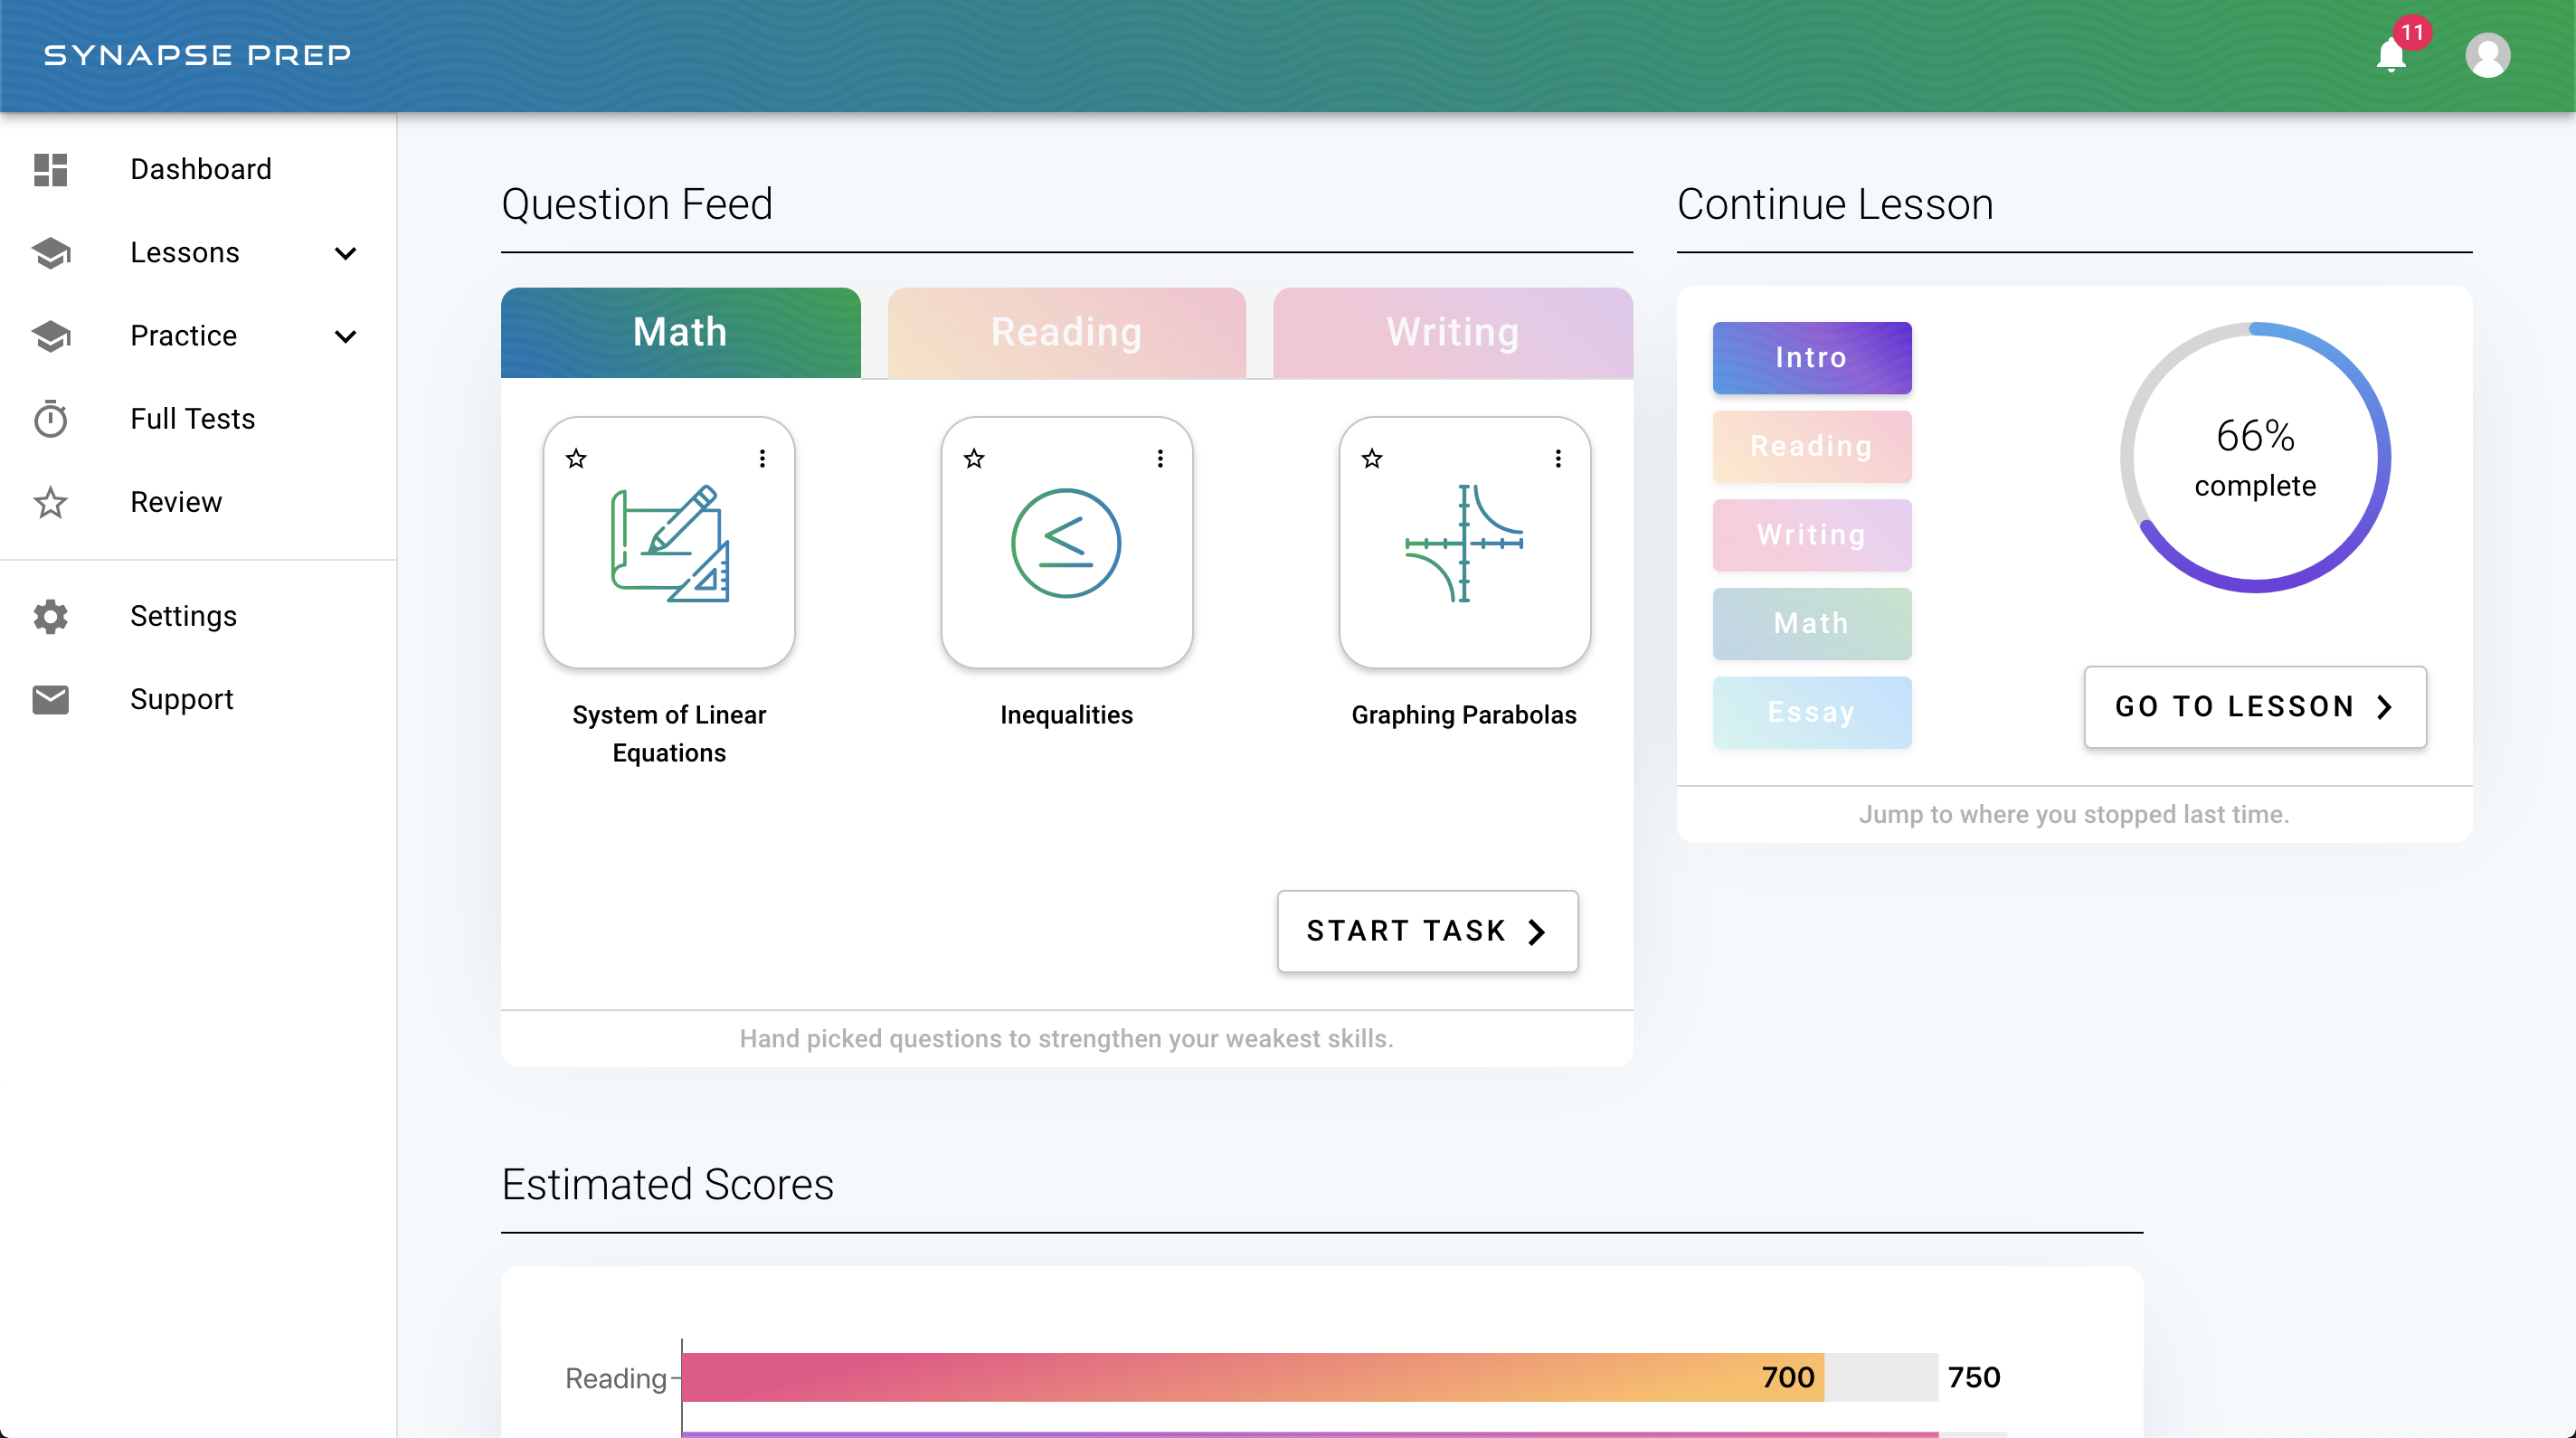 SYNAPSE PREP
11
Dashboard
Lessons
Practice
Full Tests
Review
Settings
Support
Question Feed
Math
Reading
Writing
System of Linear
Equations
Inequalities
Graphing Parabolas
START TASK
Hand picked questions to strengthen your weakest skills.
Continue Lesson
Intro
Reading
Writing
Math
Essay
66%
complete
GO TO LESSON
Jump to where you stopped last time.
Estimated Scores
Reading
700
750